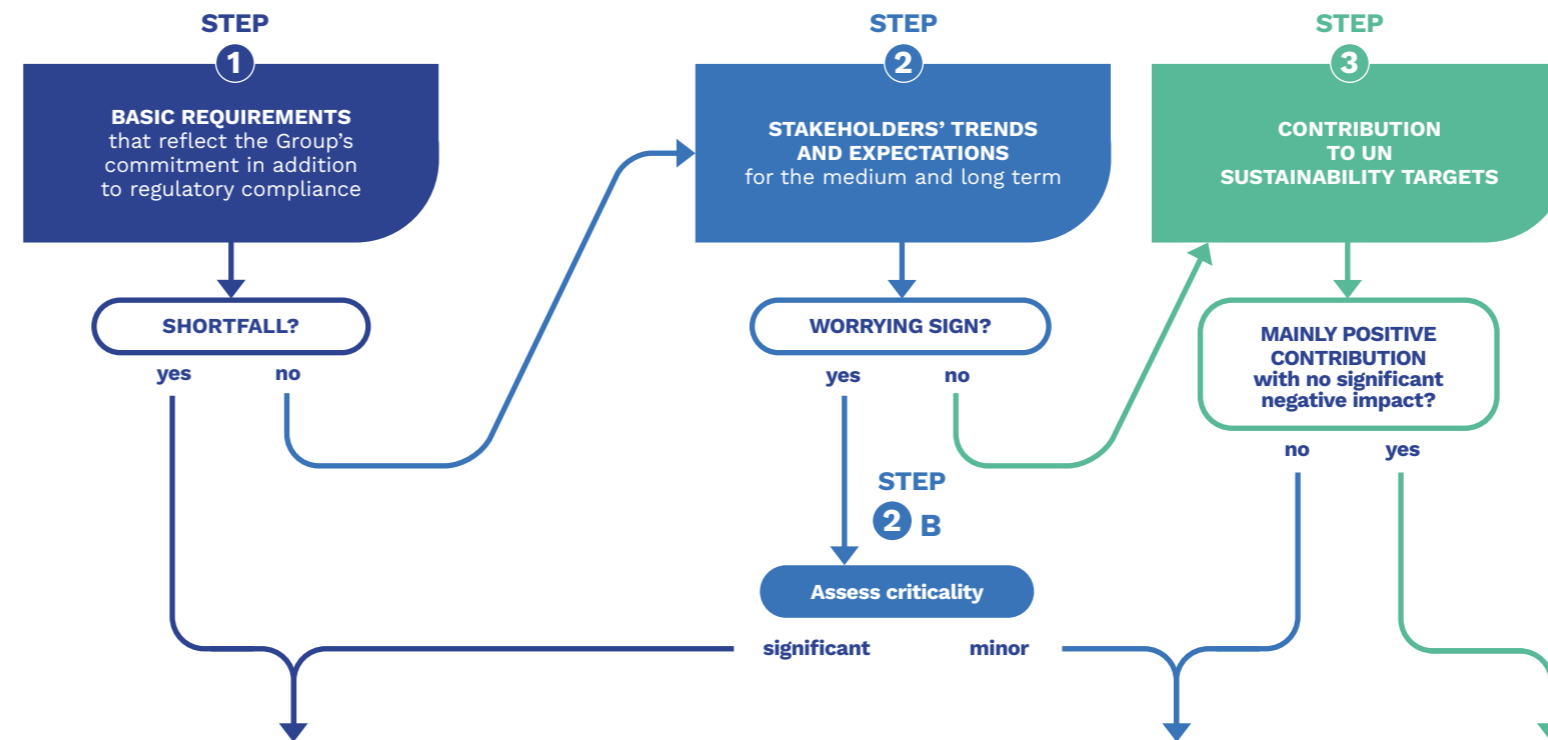 STEP
1
BASIC REQUIREMENTS
that reflect the Group's
commitment in addition
to regulatory compliance
SHORTFALL?
yes
no
STEP
2
STAKEHOLDERS' TRENDS
AND EXPECTATIONS
for the medium and long term
WORRYING SIGN?
yes
no
STEP
2 B
Assess criticality
significant
minor
STEP
3
CONTRIBUTION
TO UN
SUSTAINABILITY TARGETS
MAINLY POSITIVE
CONTRIBUTION
with no significant
negative impact?
no
yes